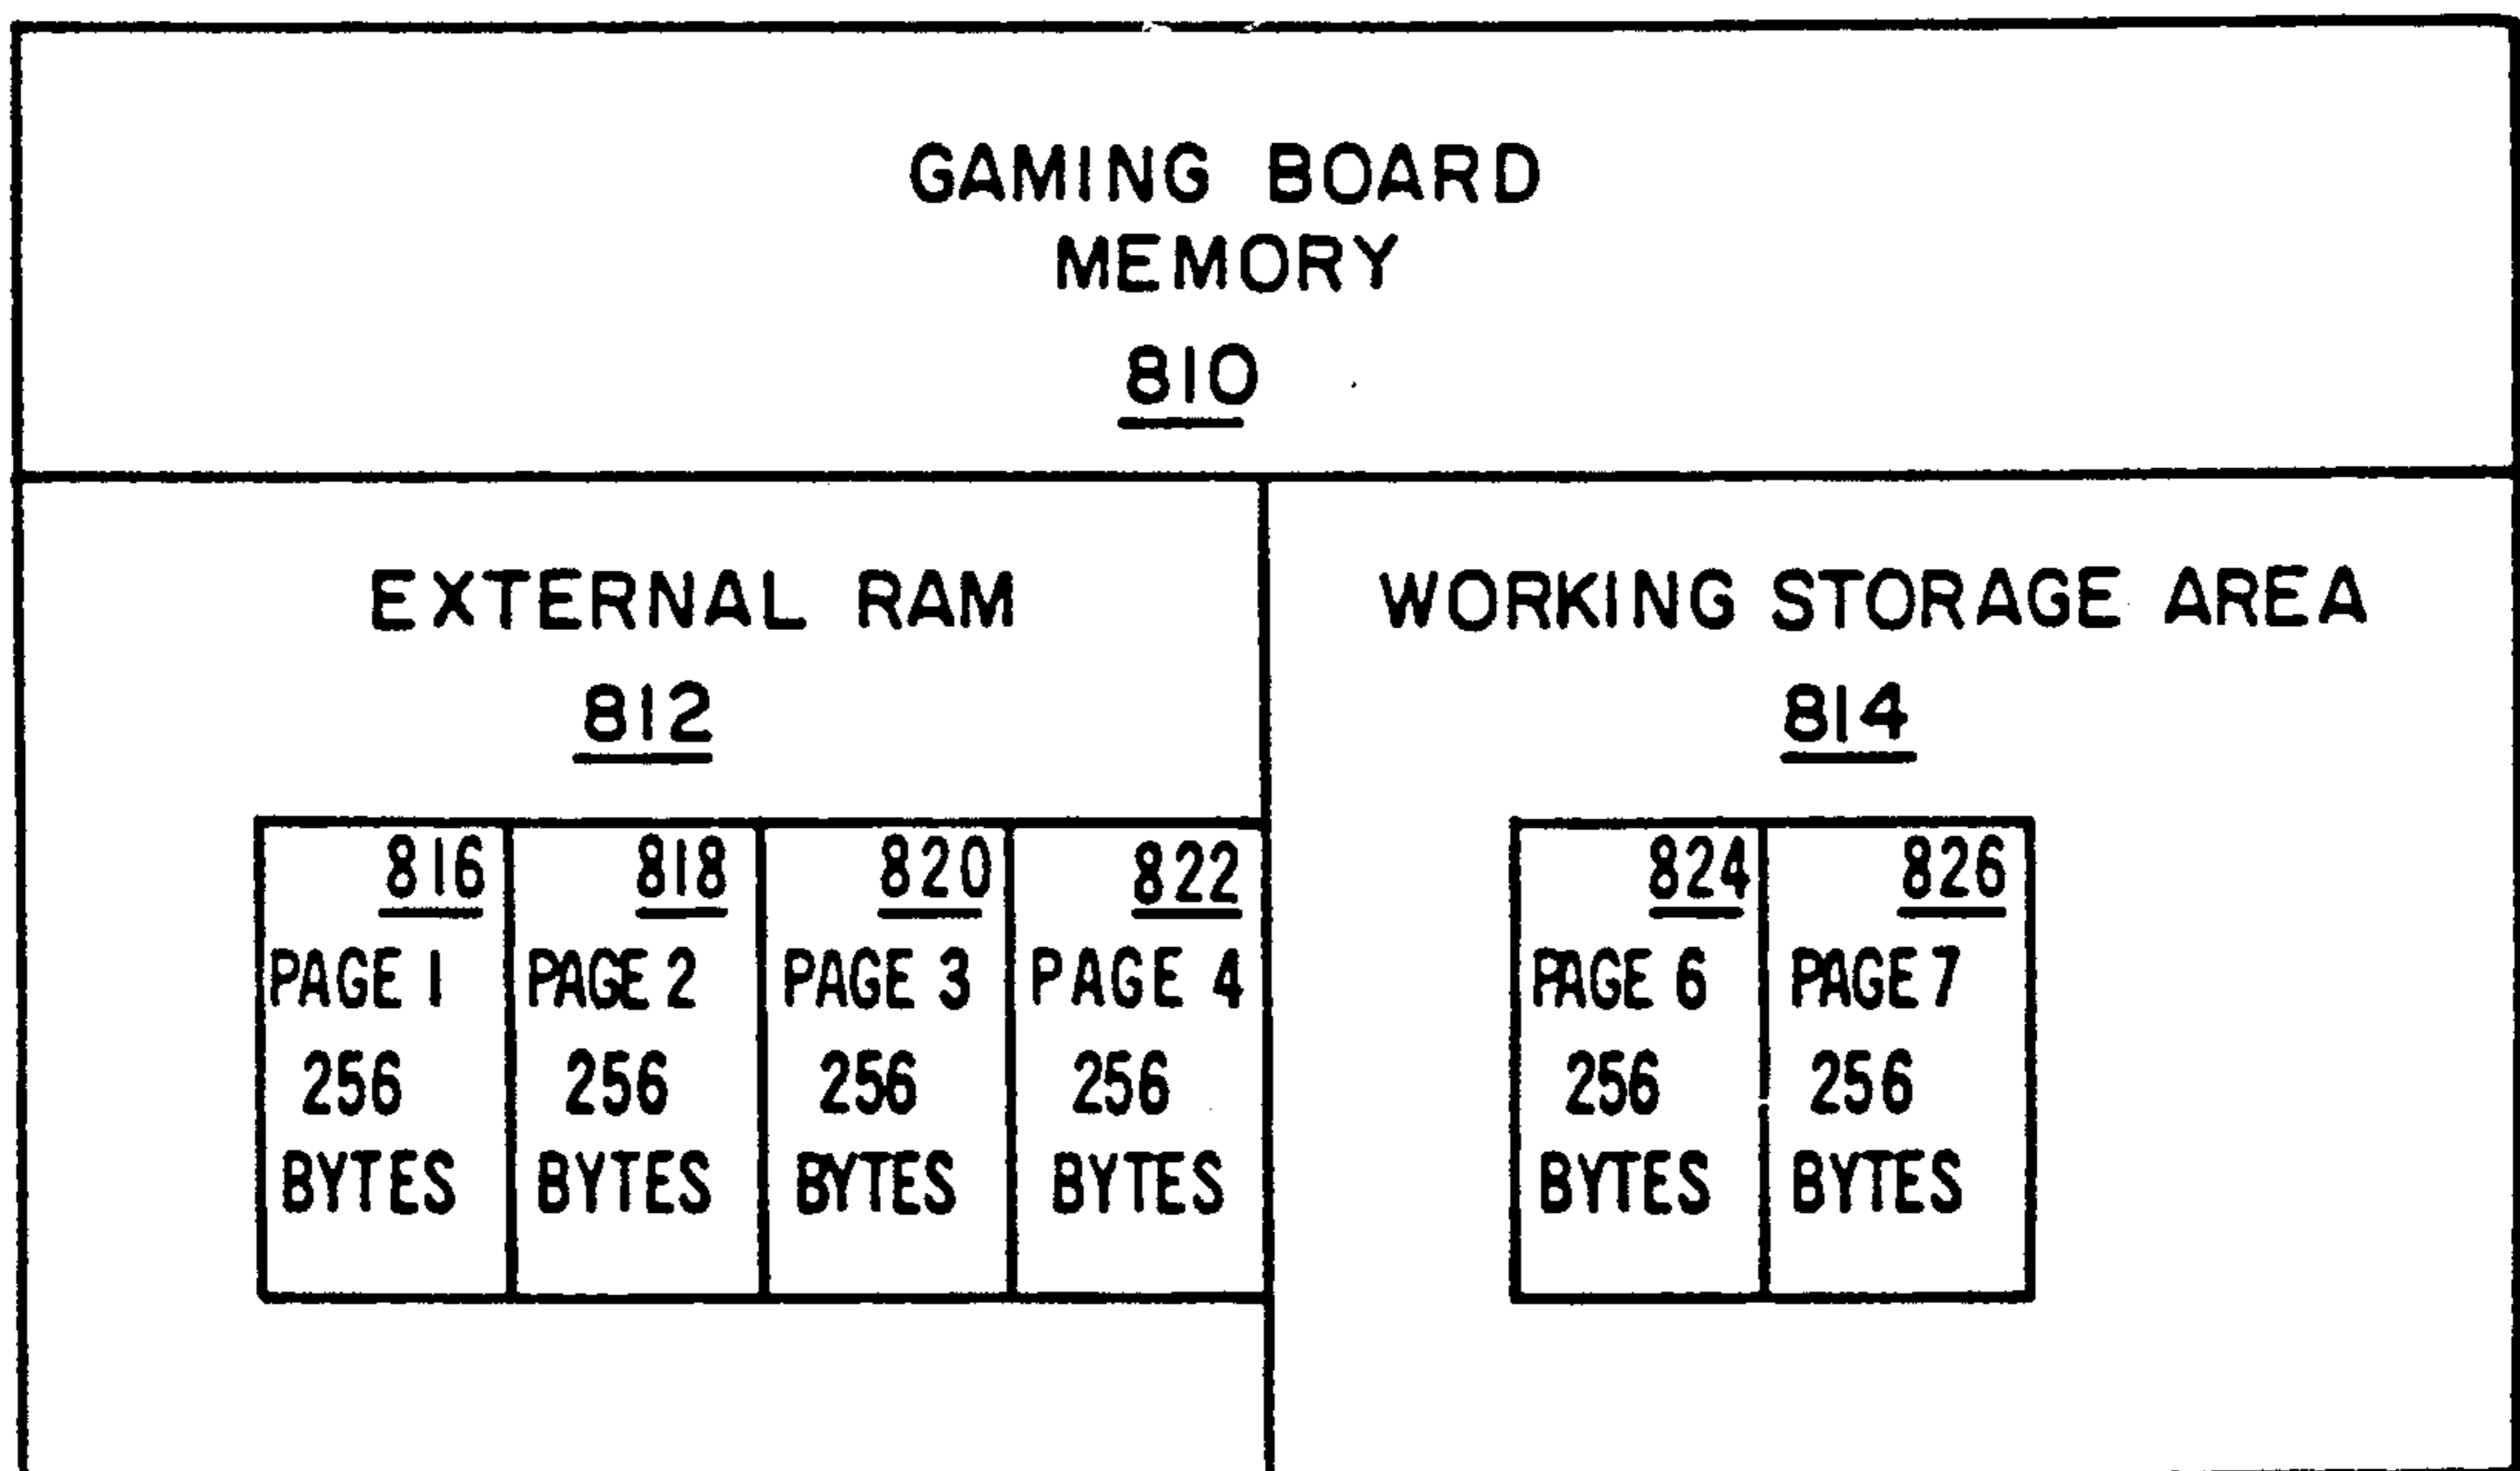 GAMING BOARD
MEMORY
810
EXTERNAL RAM
812
816 818 820 822
PAGE 1 PAGE 2 PAGE 3 PAGE 4
256 256 256 256
BYTES BYTES BYTES BYTES
WORKING STORAGE AREA
814
824 826
PAGE 6 PAGE 7
256 256
BYTES BYTES